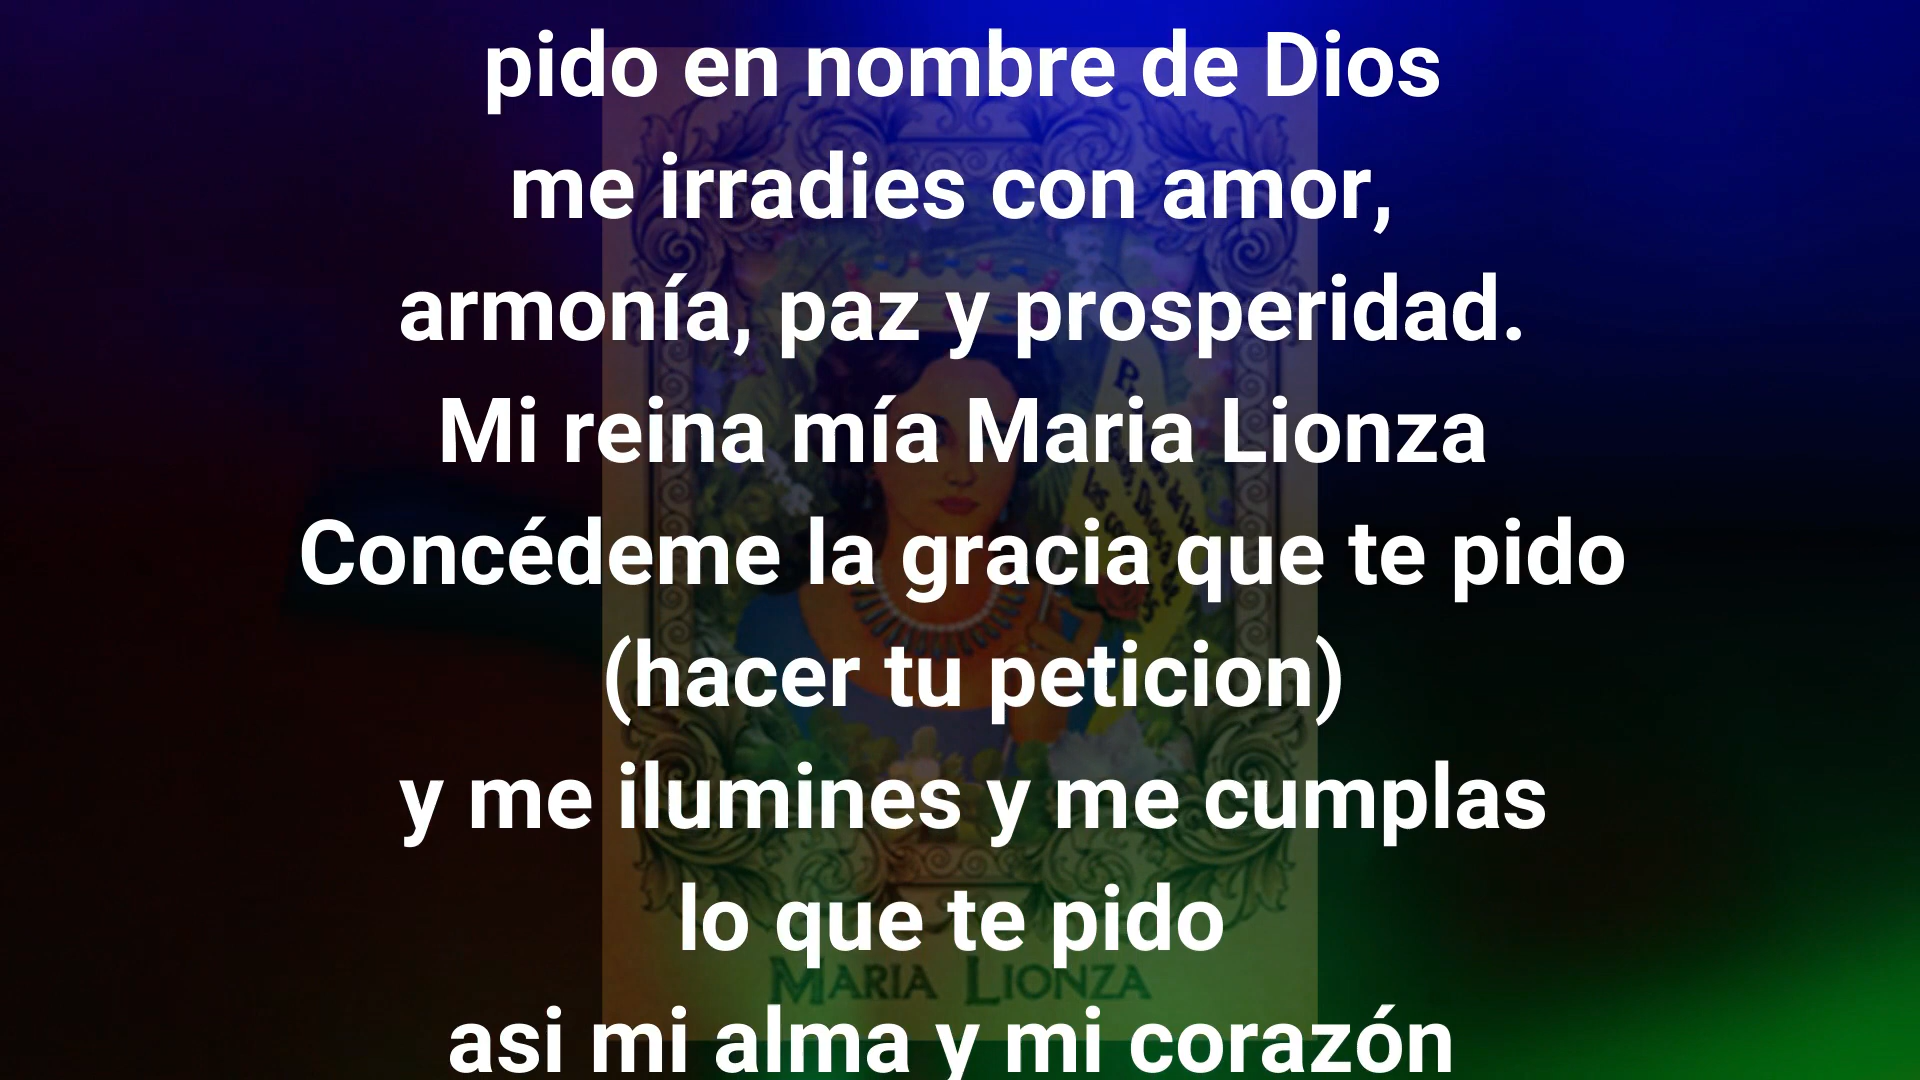 pido en nombre de Dios
me irradies con amor,
armonía, paz y prosperidad.
Mi reina mía Maria Lionza
Concédeme la gracia que te pido
(hacer tu peticion)
y me ilumines y me cumplas
lo que te pido
MARIA LIONZA
asi mi alma y mi corazón